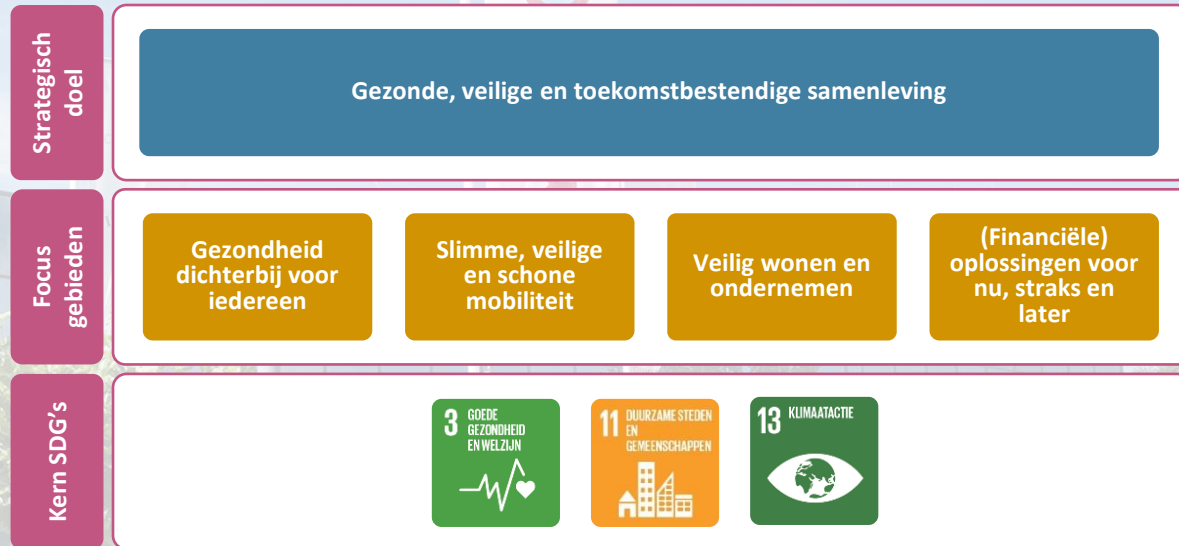 Strategisch
doel
Gezonde, veilige en toekomstbestendige samenleving
Focus
gebieden
Gezondheid
dichterbij voor
iedereen
Slimme, veilige
en schone
mobiliteit
Veilig wonen en
ondernemen
(Financiële)
oplossingen voor
nu, straks en
later
Kern SDG’s
3 GOEDE
GEZONDHEID
EN WELZIJN
11 DUURZAME STEDEN
EN
GEMEENSCHAPPEN
13 KLIMAATACTIE